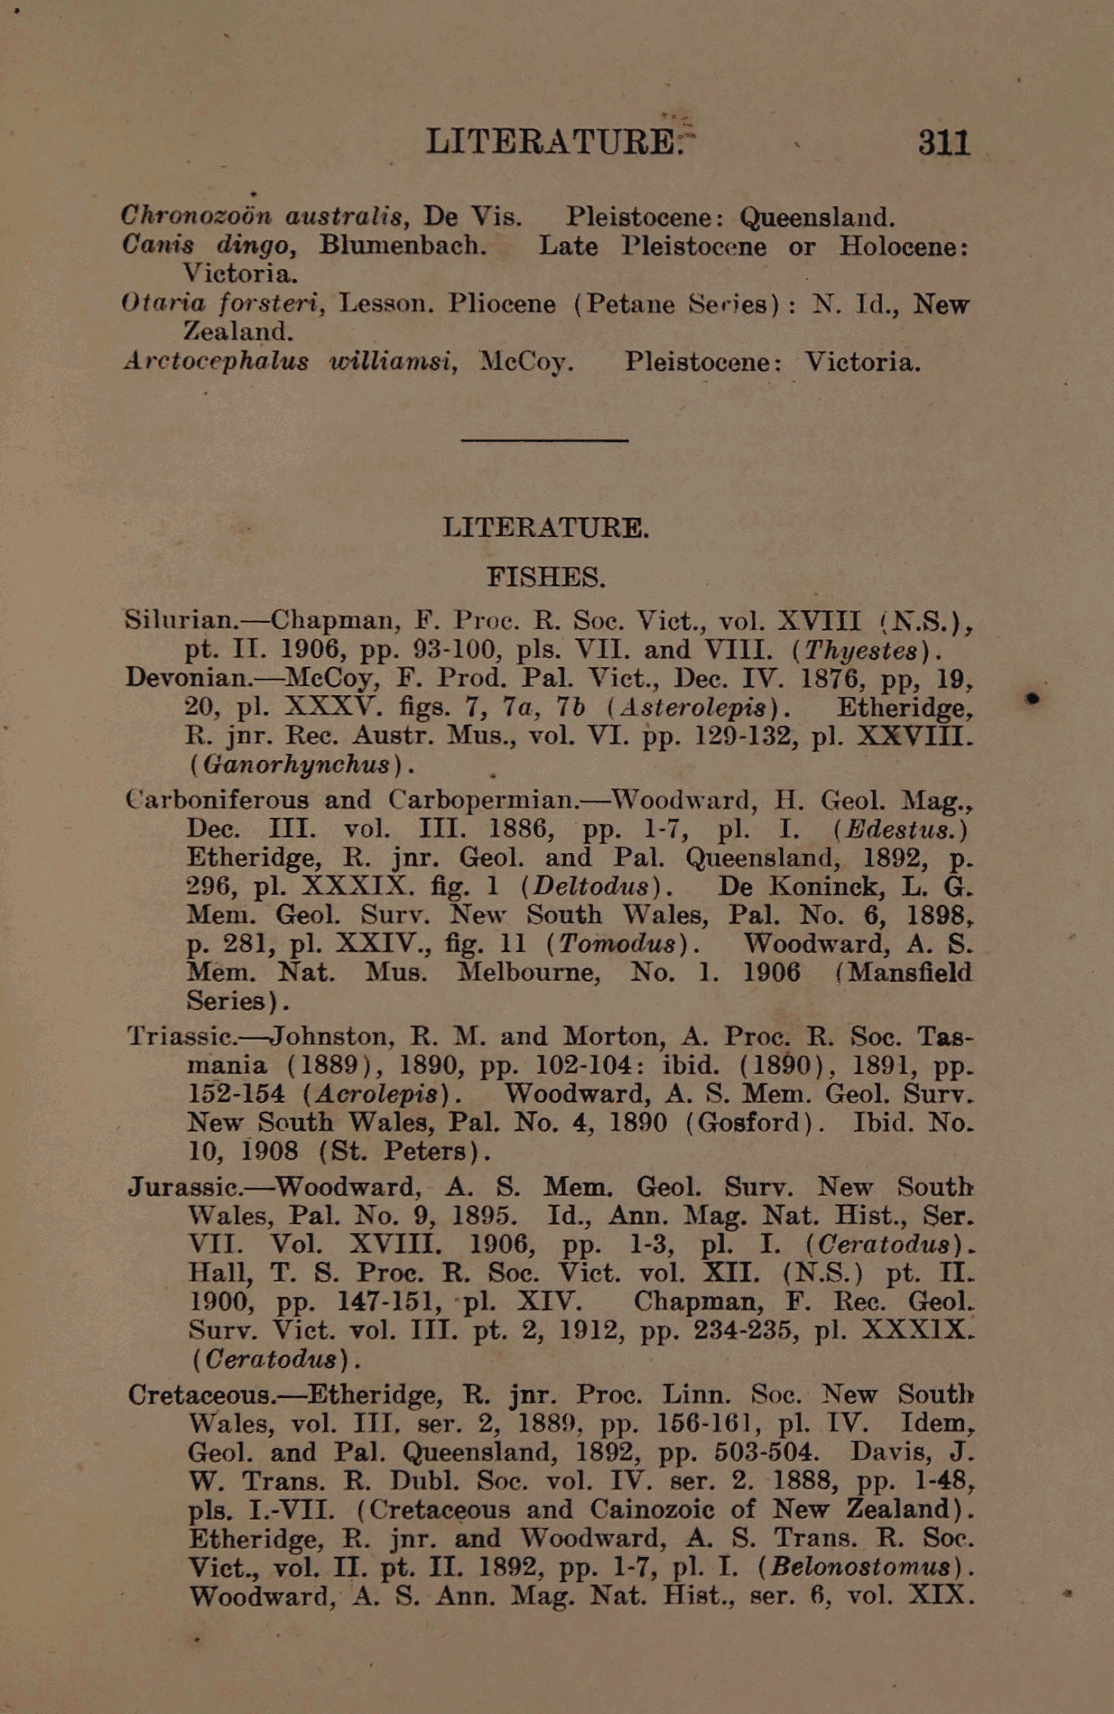 LITERATURE. 311
Chronozoön australis, De Vis. Pleistocene: Queensland.
Canis dingo, Blumenbach. Late Pleistocene or Holocene:
Victoria.
Otaria forsteri, Lesson. Pliocene (Petane Series): N. Id., New
Zealand.
Arctocephalus williamsi, McCoy. Pleistocene: Victoria.
LITERATURE.
FISHES.
Silurian.—Chapman, F. Proc. R. Soc. Vict., vol. XVIII (N.S.),
pt. II. 1906, pp. 93-100, pls. VII. and VIII. (Thyestes).
Devonian.—McCoy, F. Prod. Pal. Vict., Dec. IV. 1876, pp, 19,
20, pl. XXXV. figs. 7, 7a, 7b (Asterolepis). Etheridge,
R. jnr. Rec. Austr. Mus., vol. VI. pp. 129-132, pl. XXVIII.
(Ganorhynchus).
Carboniferous and Carbopermian.—Woodward, H. Geol. Mag.,
Dec. III. vol. III. 1886, pp. 1-7, pl. I. (Edestus.)
Etheridge, R. jnr. Geol. and Pal. Queensland, 1892, p.
296, pl. XXXIX. fig. 1 (Deltodus). De Koninck, L. G.
Mem. Geol. Surv. New South Wales, Pal. No. 6, 1898,
p. 281, pl. XXIV., fig. 11 (Tomodus). Woodward, A. S.
Mem. Nat. Mus. Melbourne, No. 1. 1906 (Mansfield
Series).
Triassic.—Johnston, R. M. and Morton, A. Proc. R. Soc. Tas-
mania (1889), 1890, pp. 102-104: ibid. (1890), 1891, pp.
152-154 (Acrolepis). Woodward, A. S. Mem. Geol. Surv.
New South Wales, Pal. No. 4, 1890 (Gosford). Ibid. No.
10, 1908 (St. Peters).
Jurassic.—Woodward, A. S. Mem. Geol. Surv. New South
Wales, Pal. No. 9, 1895. Id., Ann. Mag. Nat. Hist., Ser.
VII. Vol. XVIII. 1906, pp. 1-3, pl. I. (Ceratodus).
Hall, T. S. Proc. R. Soc. Vict. vol. XII. (N.S.) pt. II.
1900, pp. 147-151, pl. XIV. Chapman, F. Rec. Geol.
Surv. Vict. vol. III. pt. 2, 1912, pp. 234-235, pl. XXXIX.
(Ceratodus).
Cretaceous.—Etheridge, R. jnr. Proc. Linn. Soc. New South
Wales, vol. III. ser. 2, 1889, pp. 156-161, pl. IV. Idem,
Geol. and Pal. Queensland, 1892, pp. 503-504. Davis, J.
W. Trans. R. Dubl. Soc. vol. IV. ser. 2. 1888, pp. 1-48,
pls. I.-VII. (Cretaceous and Cainozoic of New Zealand).
Etheridge, R. jnr. and Woodward, A. S. Trans. R. Soc.
Vict., vol. II. pt. II. 1892, pp. 1-7, pl. I. (Belonostomus).
Woodward, A. S. Ann. Mag. Nat. Hist., ser. 6, vol. XIX.